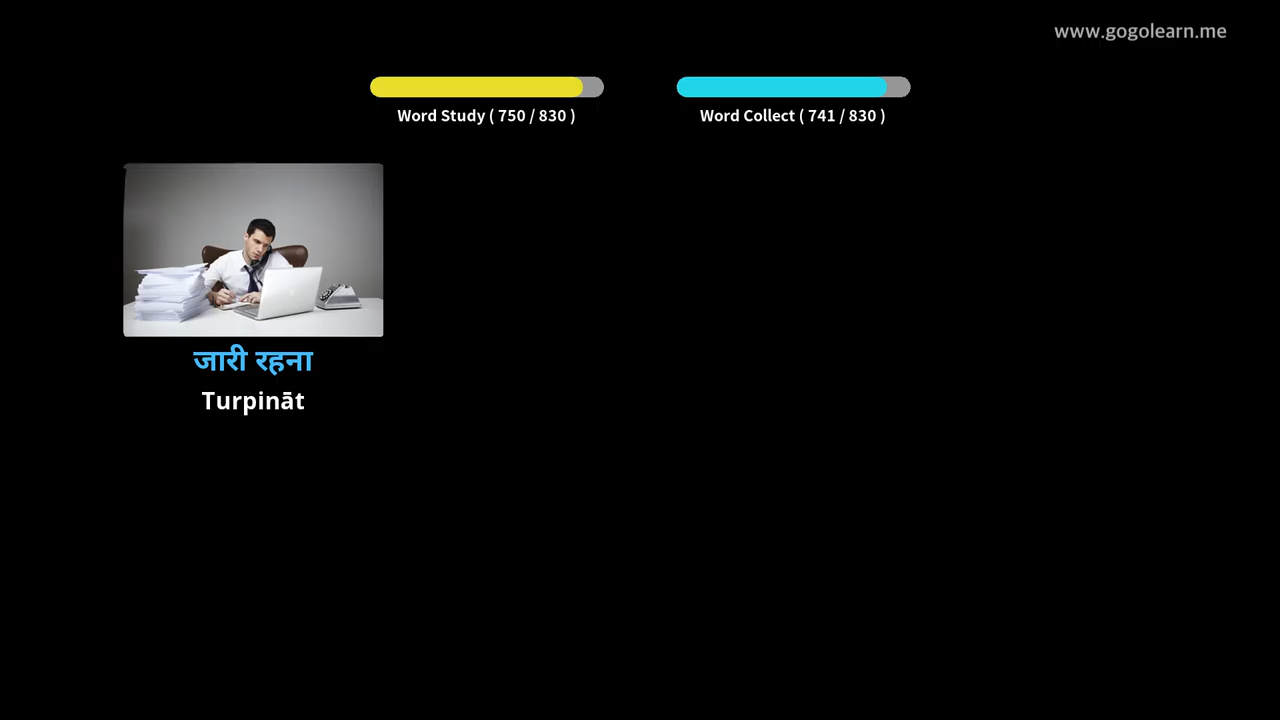 www.gogolearn.me
Word Study ( 750 / 830 )
Word Collect ( 741 / 830 )
जारी रहना
Turpināt